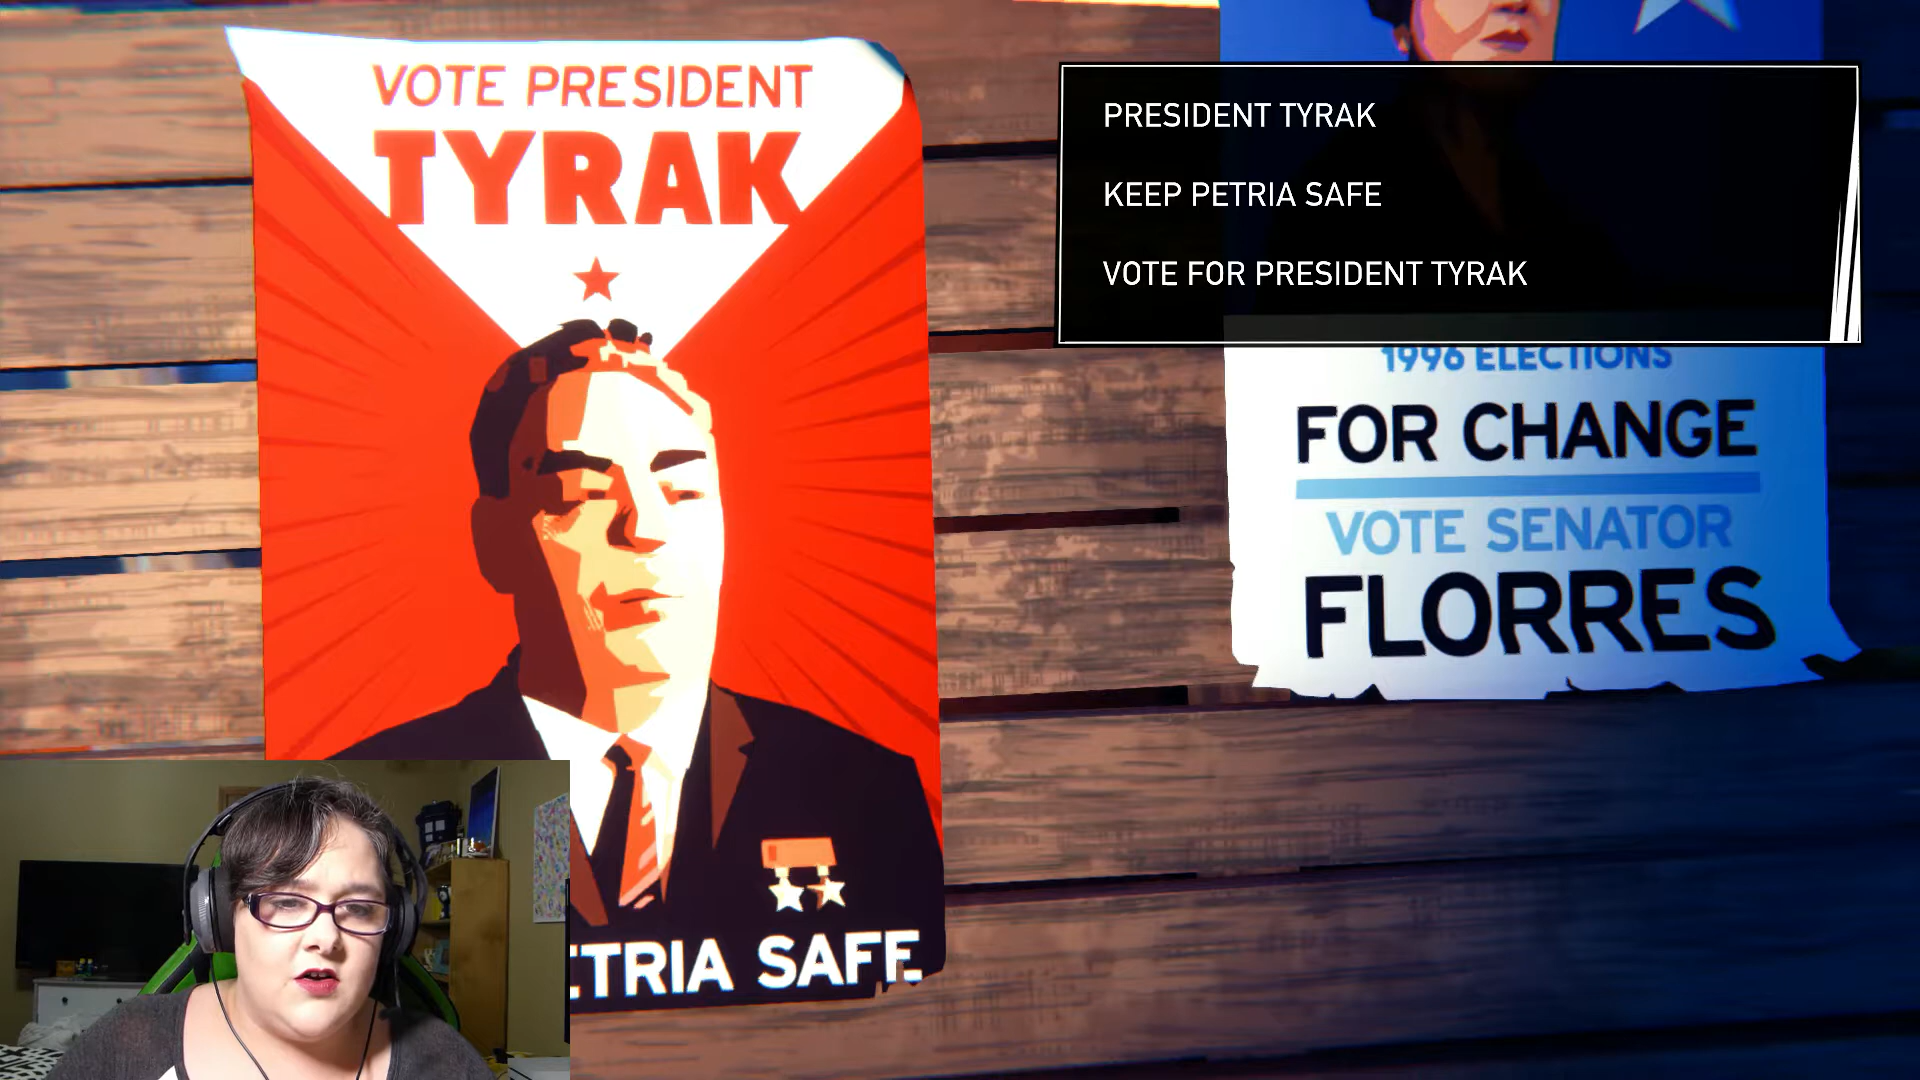 VOTE PRESIDENT
TYRAK
ETRIA SAFE
PRESIDENT TYRAK
KEEP PETRIA SAFE
VOTE FOR PRESIDENT TYRAK
1996 ELECTIONS
FOR CHANGE
VOTE SENATOR
FLORRES